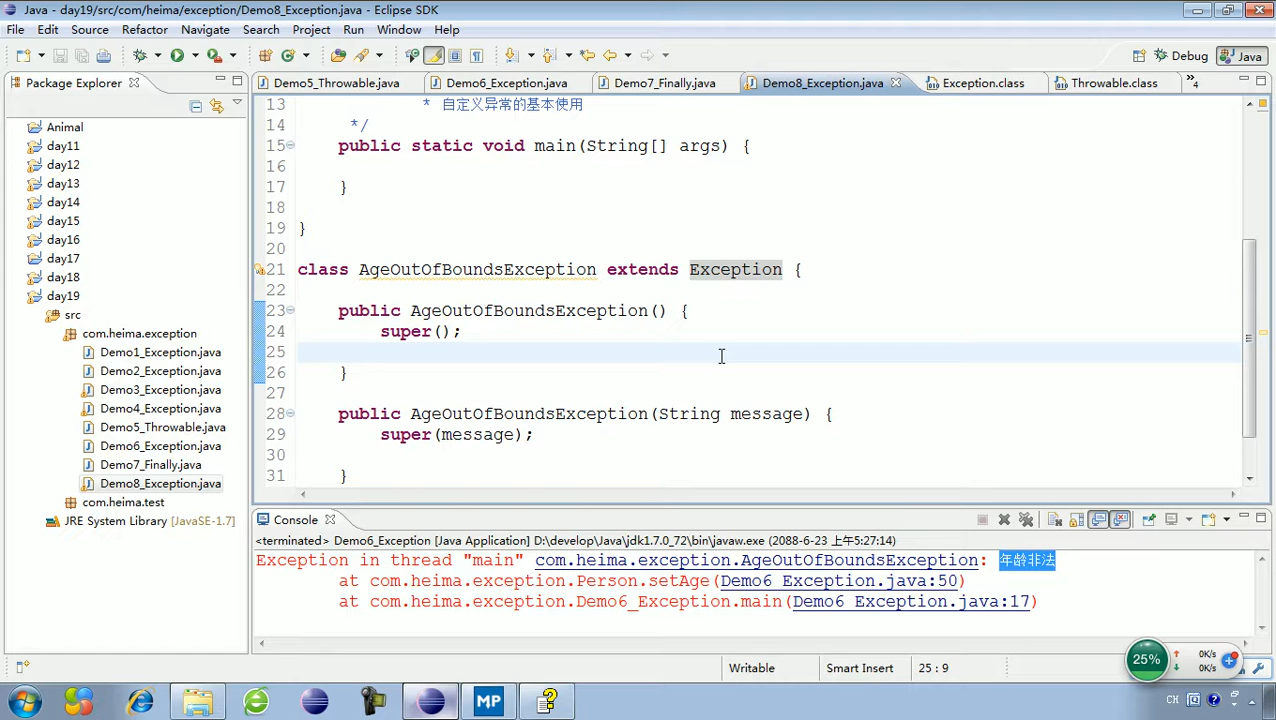 Java - day19/src/com/heima/exception/Demo8_Exception.java - Eclipse SDK
File Edit Source Refactor Navigate Search Project Run Window Help
Debug Java
Package Explorer
Demo5_Throwable.java Demo6_Exception.java Demo7_Finally.java Demo8_Exception.java Exception.class Throwable.class »4
Animal
day11
day12
day13
day14
day15
day16
day17
day18
day19
src
com.heima.exception
Demo1_Exception.java
Demo2_Exception.java
Demo3_Exception.java
Demo4_Exception.java
Demo5_Throwable.java
Demo6_Exception.java
Demo7_Finally.java
Demo8_Exception.java
com.heima.test
JRE System Library [JavaSE-1.7]
13 * 自定义异常的基本使用
14 */
15 public static void main(String[] args) {
16
17 }
18
19 }
20
21 class AgeOutOfBoundsException extends Exception {
22
23 public AgeOutOfBoundsException() {
24 super();
25
26 }
27
28 public AgeOutOfBoundsException(String message) {
29 super(message);
30
31 }
Console
<terminated> Demo6_Exception [Java Application] D:\develop\Java\jdk1.7.0_72\bin\javaw.exe (2088-6-23 上午5:27:14)
Exception in thread "main" com.heima.exception.AgeOutOfBoundsException: 年龄非法
at com.heima.exception.Person.setAge(Demo6_Exception.java:50)
at com.heima.exception.Demo6_Exception.main(Demo6_Exception.java:17)
Writable Smart Insert 25 : 9
25% 0K/s
0K/s
MP CH